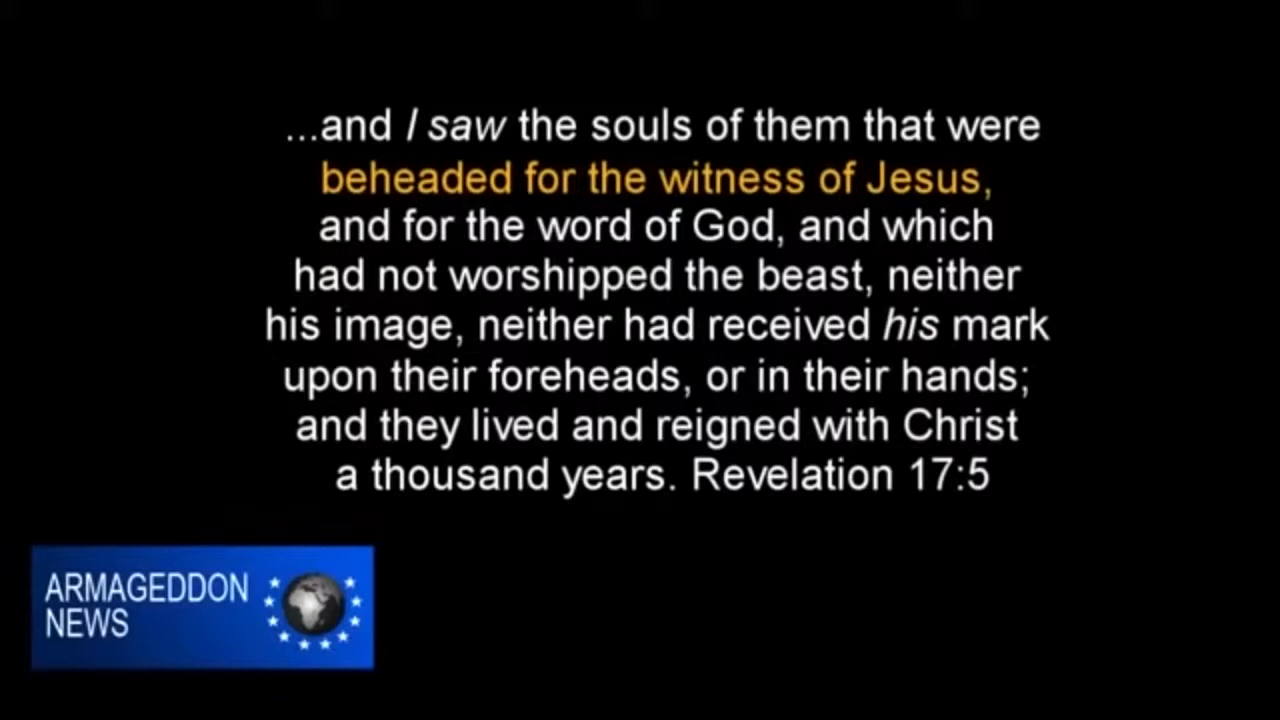 ...and I saw the souls of them that were
beheaded for the witness of Jesus,
and for the word of God, and which
had not worshipped the beast, neither
his image, neither had received his mark
upon their foreheads, or in their hands;
and they lived and reigned with Christ
a thousand years. Revelation 17:5
ARMAGEDDON
NEWS